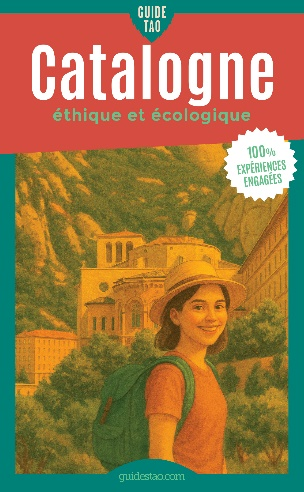 GUIDE
TAO
Catalogne
éthique et écologique
100%
EXPÉRIENCES
ENGAGÉES
guidestao.com